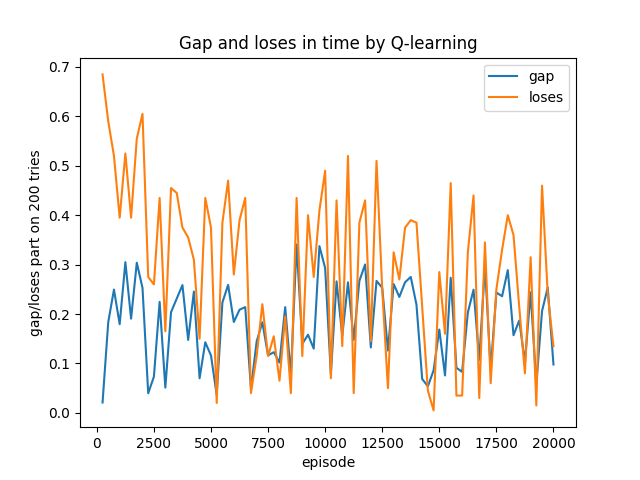 Gap and loses in time by Q-learning
gap
loses
gap/loses part on 200 tries
0.7
0.6
0.5
0.4
0.3
0.2
0.1
0.0
0 2500 5000 7500 10000 12500 15000 17500 20000
episode